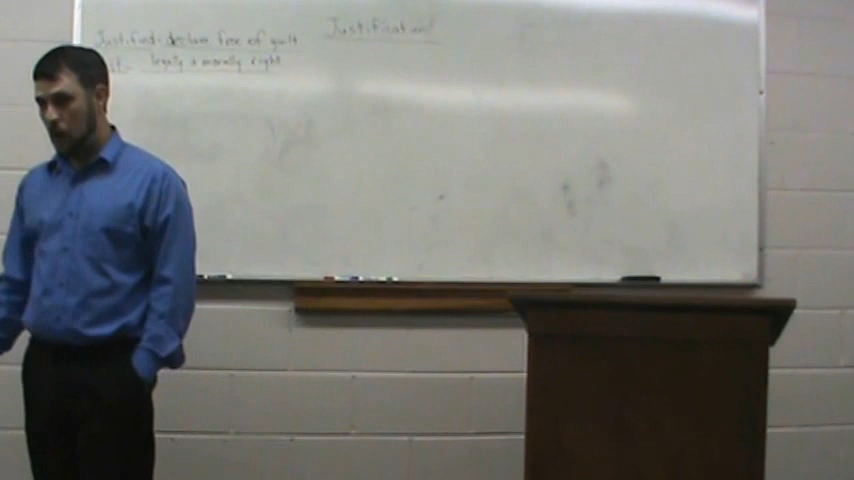 Justification!
Justified - declare free of guilt
legally & morally right